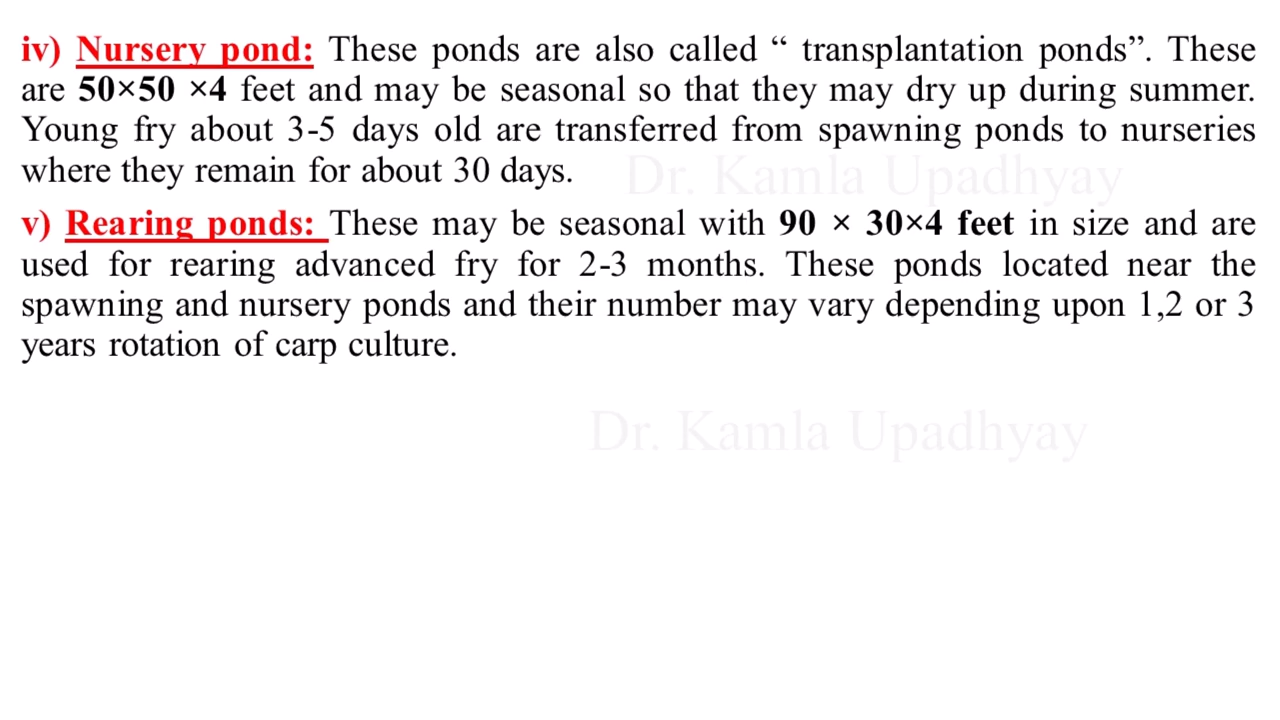 iv) Nursery pond: These ponds are also called “ transplantation ponds”. These
are 50×50 ×4 feet and may be seasonal so that they may dry up during summer.
Young fry about 3-5 days old are transferred from spawning ponds to nurseries
where they remain for about 30 days.
Dr. Kamla Upadhyay
v) Rearing ponds: These may be seasonal with 90 × 30×4 feet in size and are
used for rearing advanced fry for 2-3 months. These ponds located near the
spawning and nursery ponds and their number may vary depending upon 1,2 or 3
years rotation of carp culture.
Dr. Kamla Upadhyay